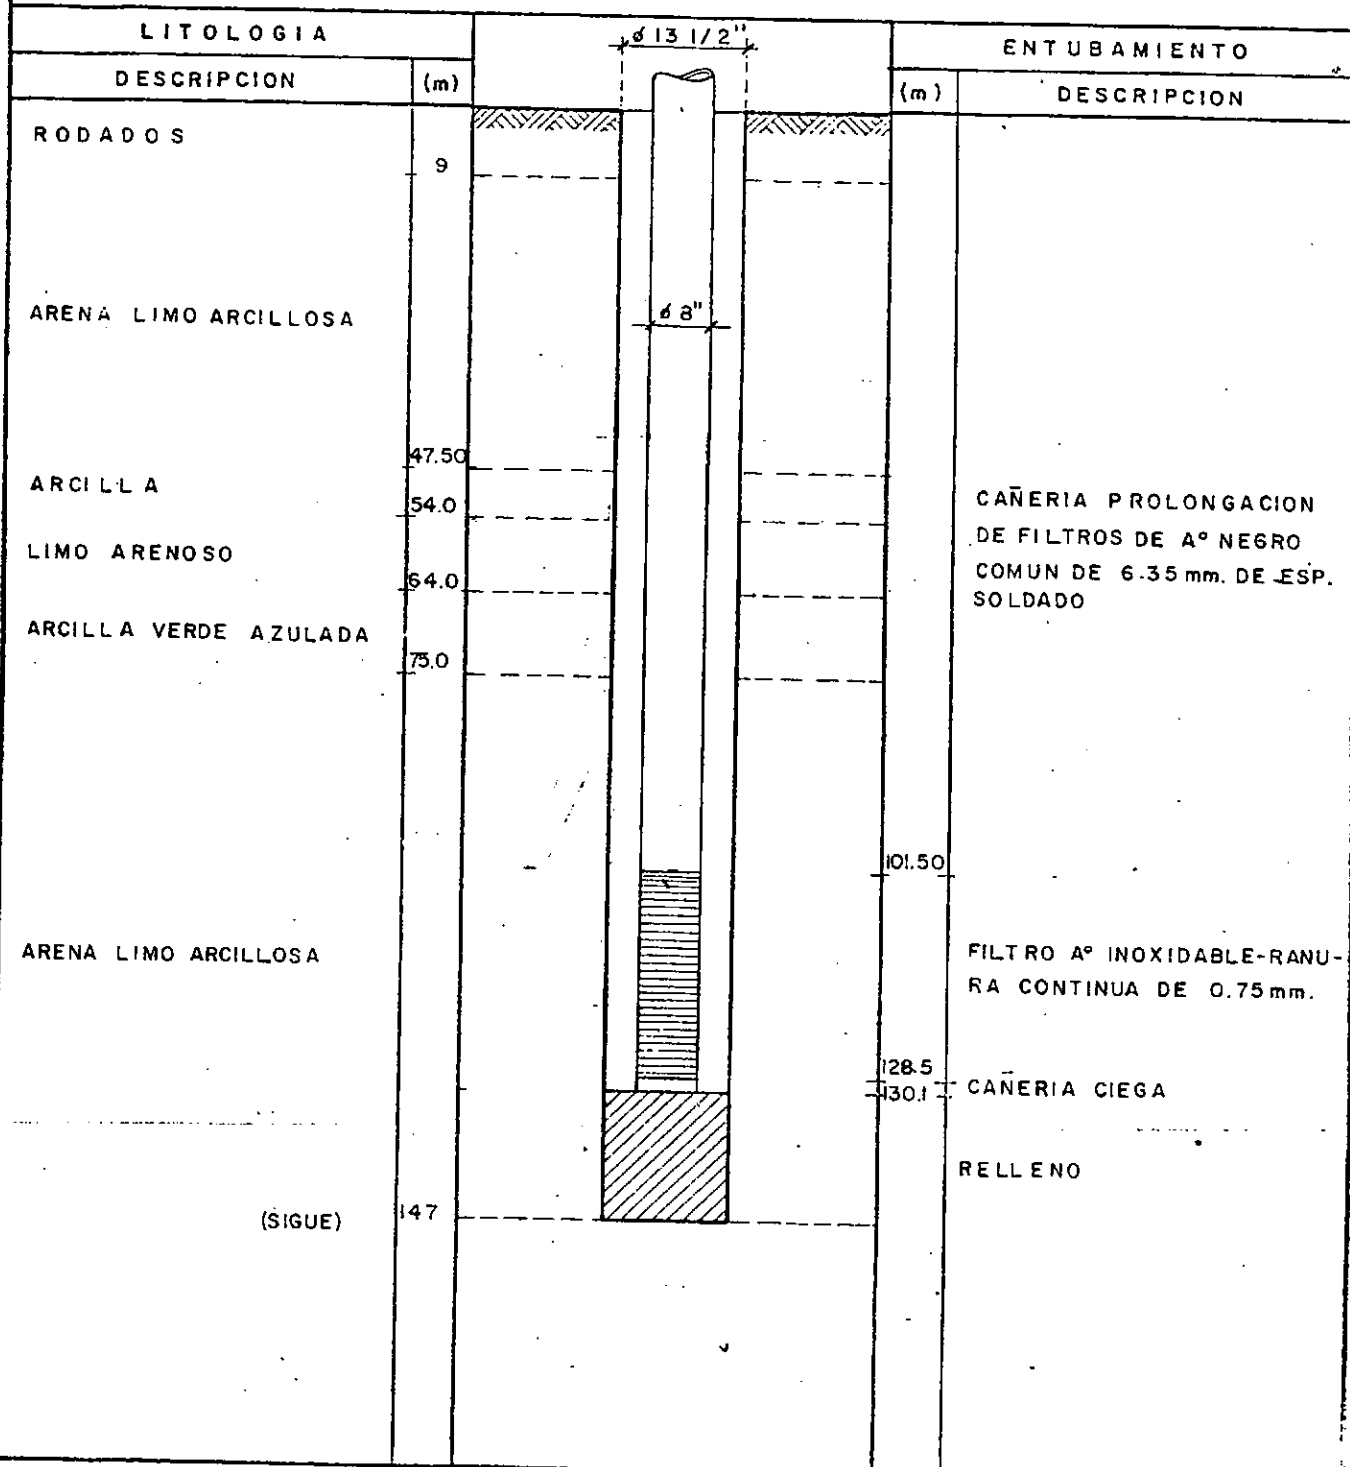 LITOLOGIA
DESCRIPCION
(m)
ø 13 1/2"
ENTUBAMIENTO
(m)
DESCRIPCION
RODADOS
9
ARENA LIMO ARCILLOSA
ø 8"
47.50
ARCILLA
54.0
LIMO ARENOSO
64.0
ARCILLA VERDE AZULADA
75.0
CAÑERIA PROLONGACION
DE FILTROS DE Aº NEGRO
COMUN DE 6.35 mm. DE ESP.
SOLDADO
101.50
ARENA LIMO ARCILLOSA
FILTRO Aº INOXIDABLE-RANU-
RA CONTINUA DE 0.75 mm.
128.5
130.1
CAÑERIA CIEGA
RELLENO
(SIGUE)
147